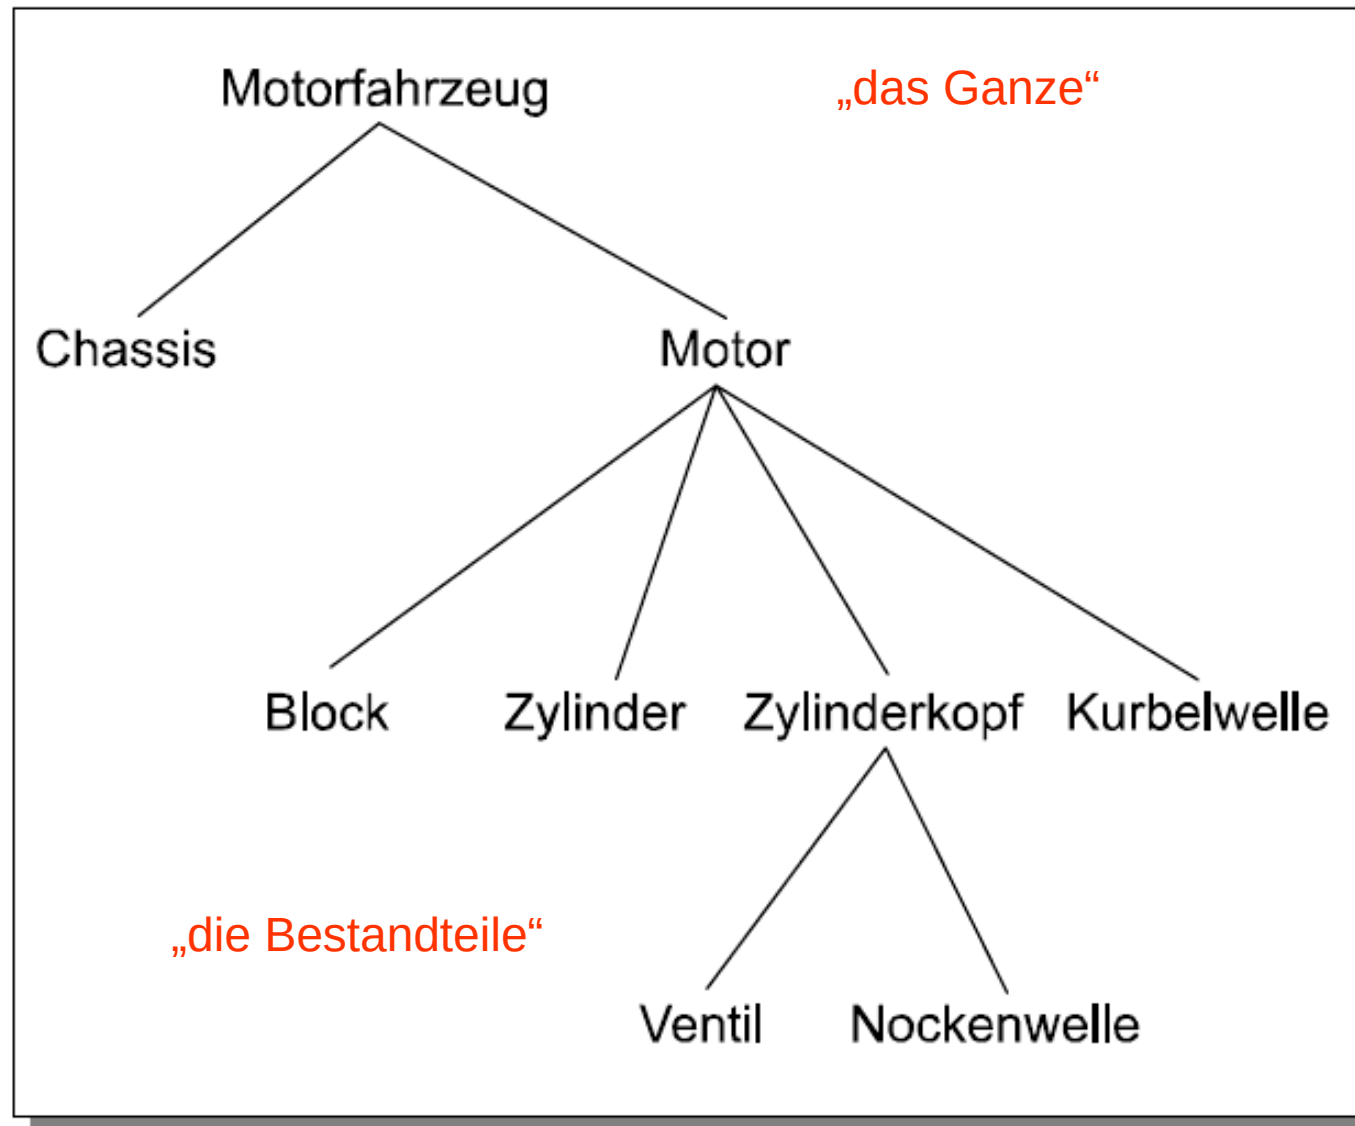 Motorfahrzeug
„das Ganze“
Chassis
Motor
Block
Zylinder
Zylinderkopf
Kurbelwelle
„die Bestandteile“
Ventil
Nockenwelle